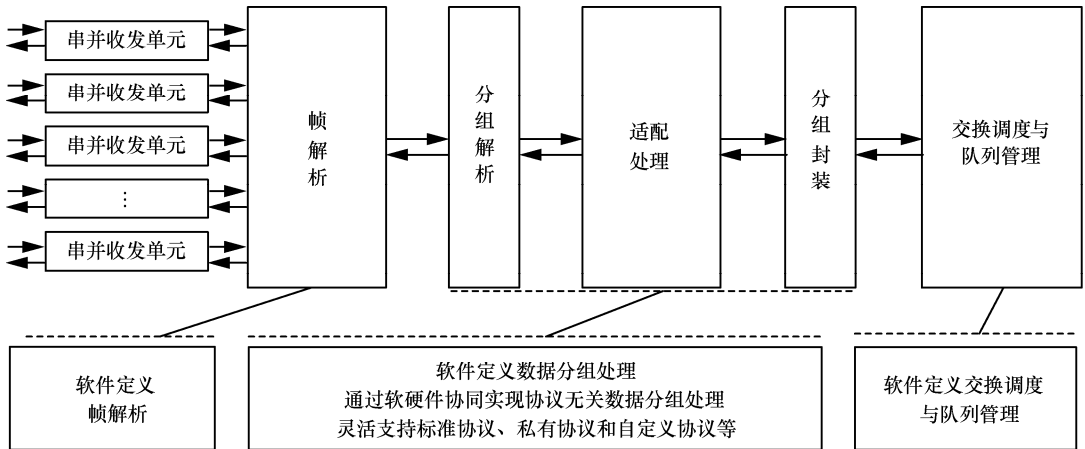 串并收发单元
串并收发单元
串并收发单元
⋮
串并收发单元
帧解析
分组解析
适配
处理
分组封装
交换调度与
队列管理
软件定义
帧解析
软件定义数据分组处理
通过软硬件协同实现协议无关数据分组处理
灵活支持标准协议、私有协议和自定义协议等
软件定义交换调度
与队列管理